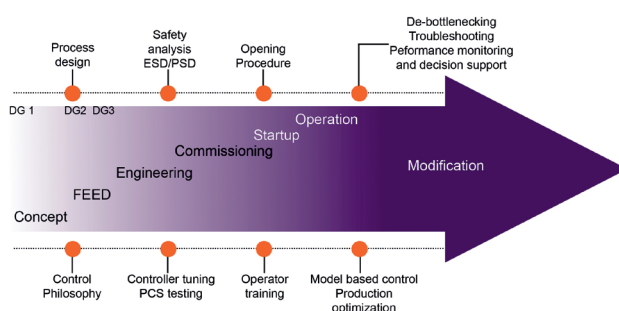 Process
design
Safety
analysis
ESD/PSD
Opening
Procedure
De-bottlenecking
Troubleshooting
Peformance monitoring
and decision support
DG 1
DG2
DG3
Operation
Startup
Commissioning
Engineering
FEED
Concept
Modification
Control
Philosophy
Controller tuning
PCS testing
Operator
training
Model based control
Production
optimization